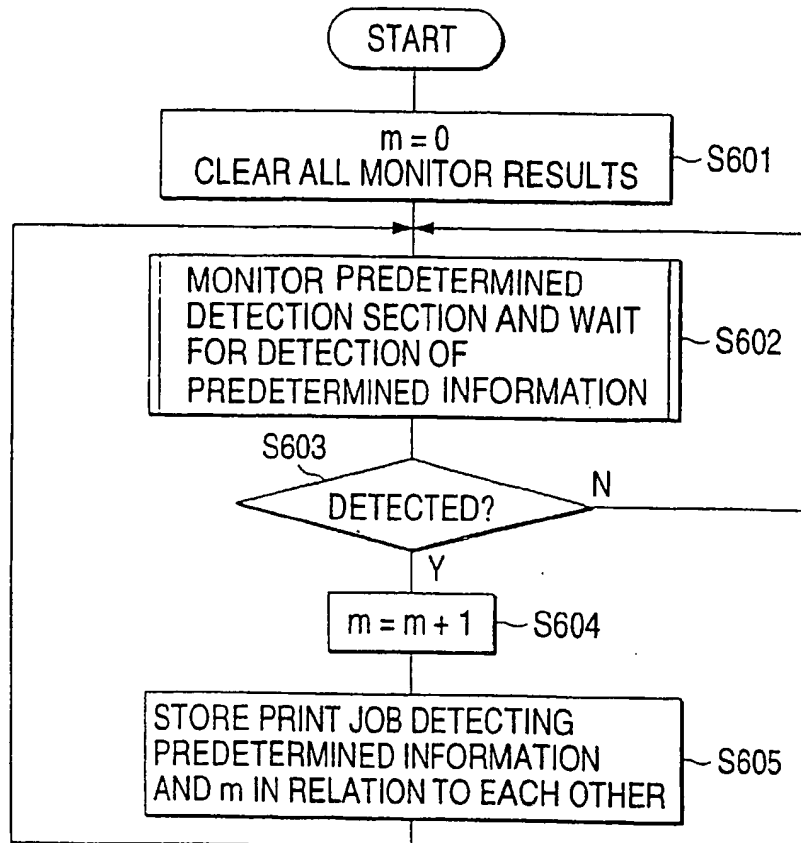 START
m = 0
CLEAR ALL MONITOR RESULTS
S601
MONITOR PREDETERMINED
DETECTION SECTION AND WAIT
FOR DETECTION OF
PREDETERMINED INFORMATION
S602
S603
DETECTED?
N
Y
m = m + 1
S604
STORE PRINT JOB DETECTING
PREDETERMINED INFORMATION
AND m IN RELATION TO EACH OTHER
S605